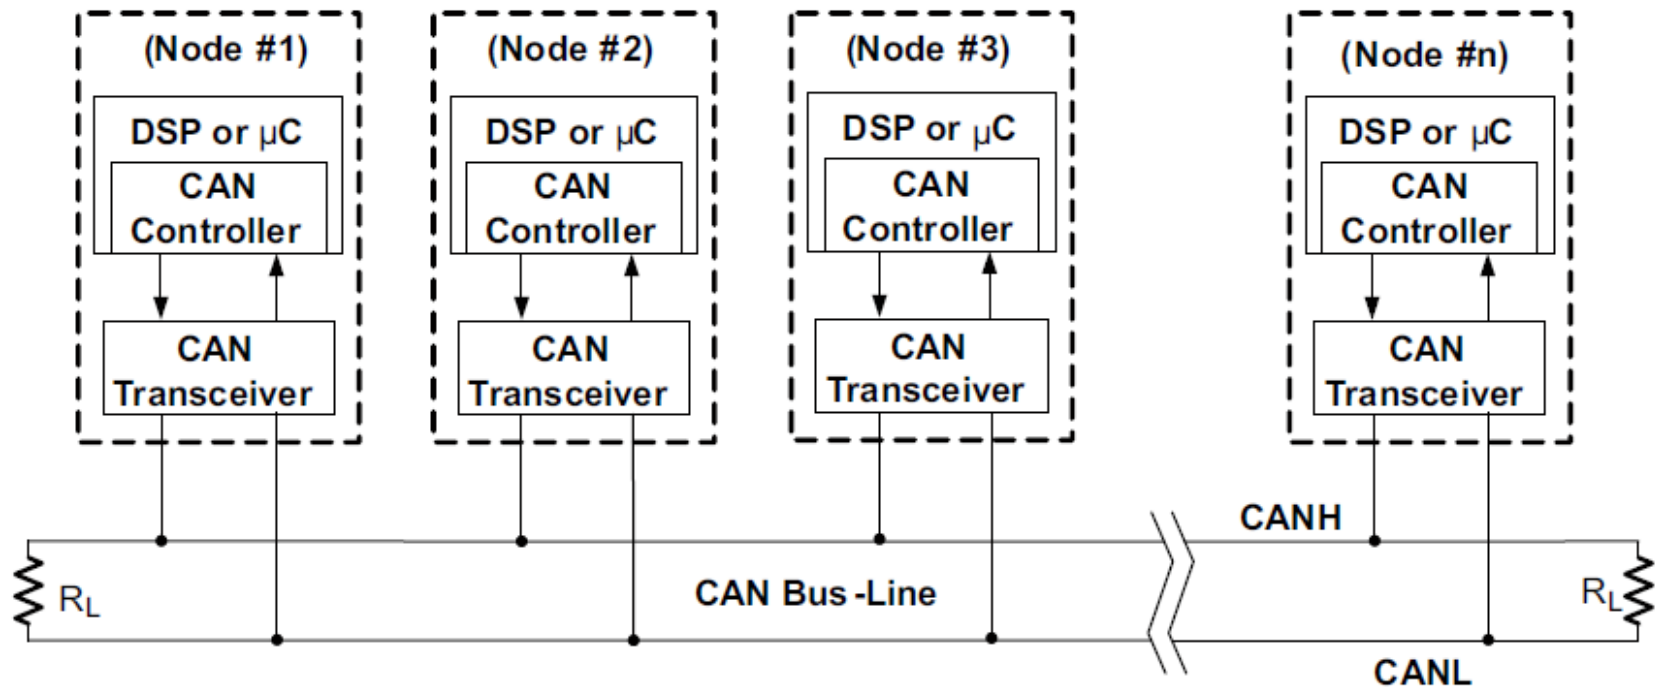 (Node #1)
DSP or µC
CAN
Controller
CAN
Transceiver
(Node #2)
DSP or µC
CAN
Controller
CAN
Transceiver
(Node #3)
DSP or µC
CAN
Controller
CAN
Transceiver
(Node #n)
DSP or µC
CAN
Controller
CAN
Transceiver
CANH
RL
CAN Bus-Line
RL
CANL